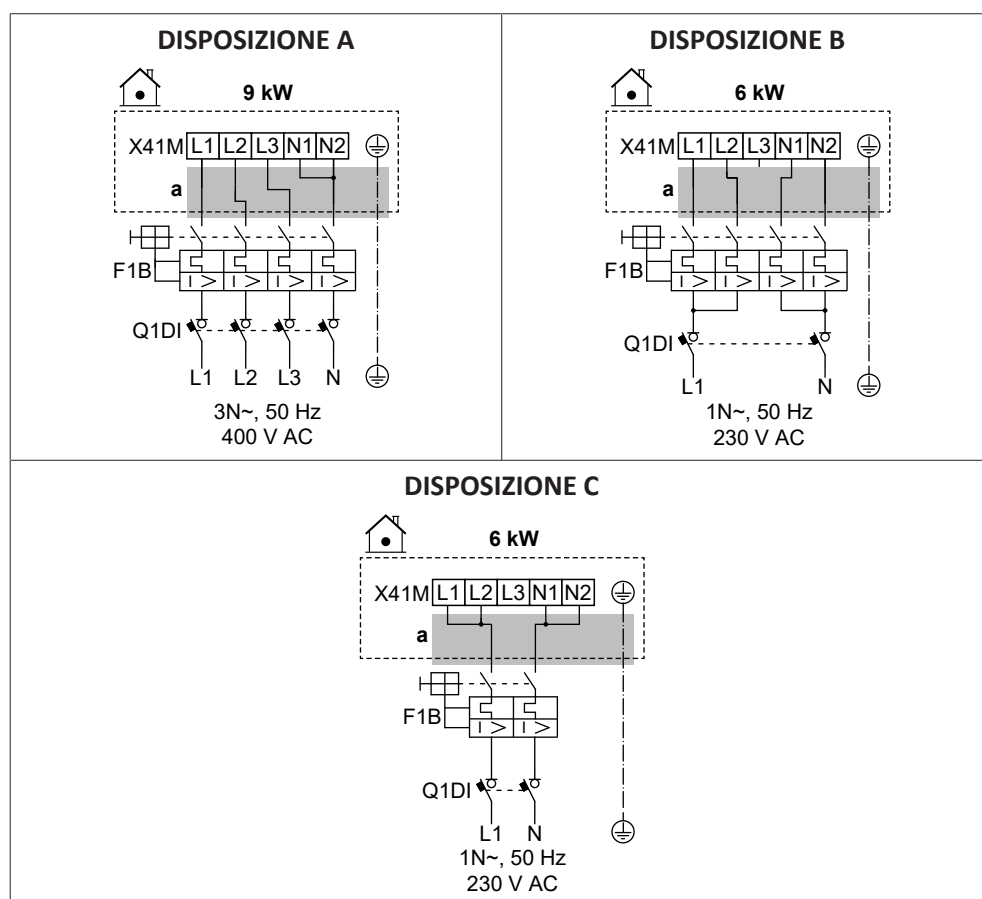 DISPOSIZIONE A
9 kW
X41M L1 L2 L3 N1 N2
a
F1B
I > I > I > I >
Q1DI
L1 L2 L3 N
3N~, 50 Hz
400 V AC
DISPOSIZIONE B
6 kW
X41M L1 L2 L3 N1 N2
a
F1B
I > I > I > I >
Q1DI
L1 N
1N~, 50 Hz
230 V AC
DISPOSIZIONE C
6 kW
X41M L1 L2 L3 N1 N2
a
F1B
I > I >
Q1DI
L1 N
1N~, 50 Hz
230 V AC